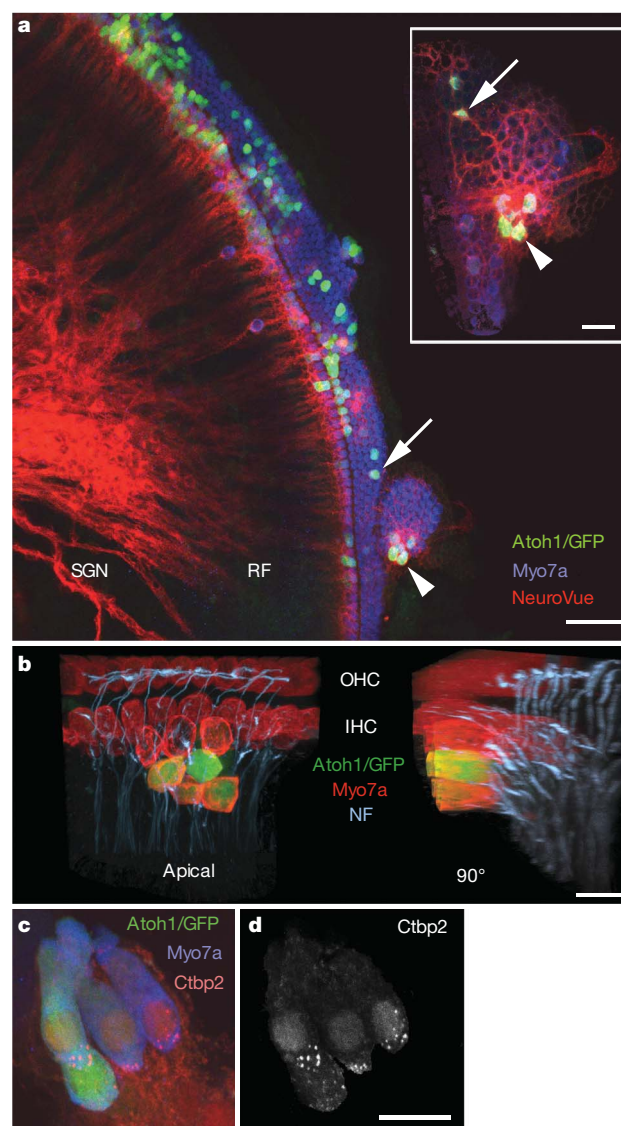 a
SGN
RF
Atoh1/GFP
Myo7a
NeuroVue
b
OHC
IHC
Atoh1/GFP
Myo7a
NF
Apical
90°
c
Atoh1/GFP
Myo7a
Ctbp2
d
Ctbp2